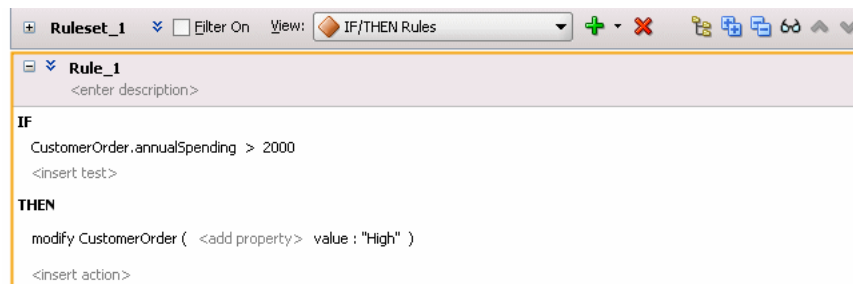 Ruleset_1 Filter On View: IF/THEN Rules
Rule_1
<enter description>
IF
CustomerOrder.annualSpending > 2000
<insert test>
THEN
modify CustomerOrder ( <add property> value : "High" )
<insert action>